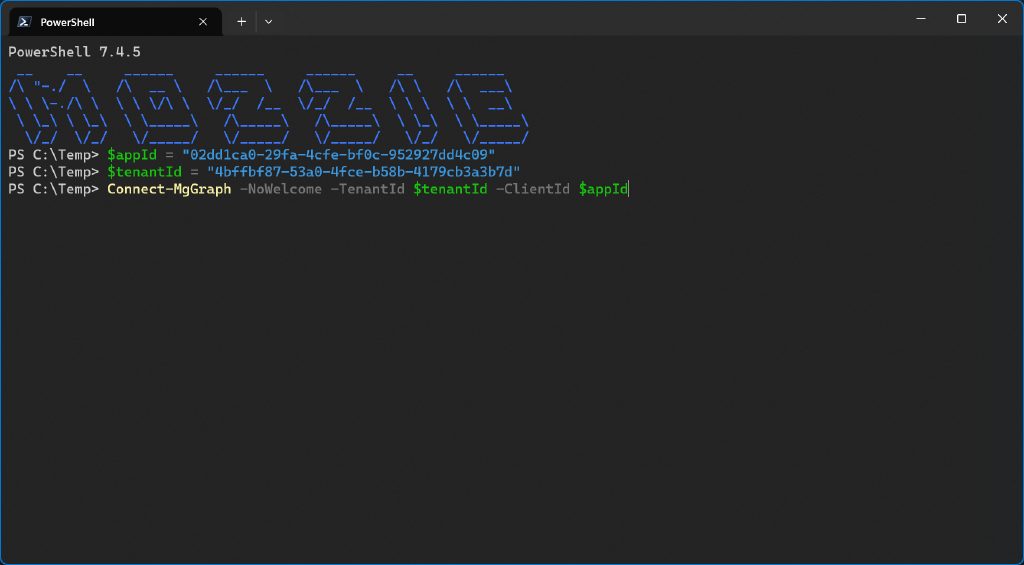 PowerShell
PowerShell 7.4.5
MOZZIE
PS C:\Temp> $appId = "02dd1ca0-29fa-4cfe-bf0c-952927dd4c09"
PS C:\Temp> $tenantId = "4bffbf87-53a0-4fce-b58b-4179cb3a3b7d"
PS C:\Temp> Connect-MgGraph -NoWelcome -TenantId $tenantId -ClientId $appId